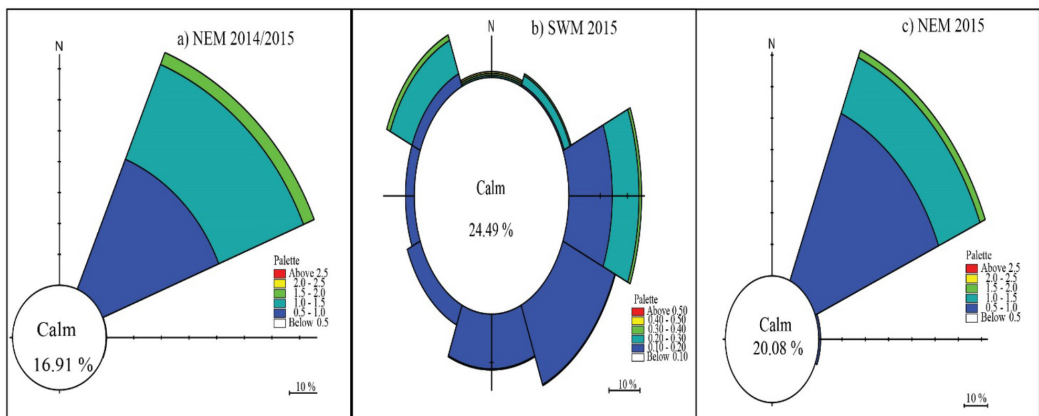 a) NEM 2014/2015
N
Calm
16.91 %
Palette
Above 2.5
2.0 - 2.5
1.5 - 2.0
1.0 - 1.5
0.5 - 1.0
Below 0.5
10 %
b) SWM 2015
N
Calm
24.49 %
Palette
Above 0.50
0.40 - 0.50
0.30 - 0.40
0.20 - 0.30
0.10 - 0.20
Below 0.10
10 %
c) NEM 2015
N
Calm
20.08 %
Palette
Above 2.5
2.0 - 2.5
1.5 - 2.0
1.0 - 1.5
0.5 - 1.0
Below 0.5
10 %